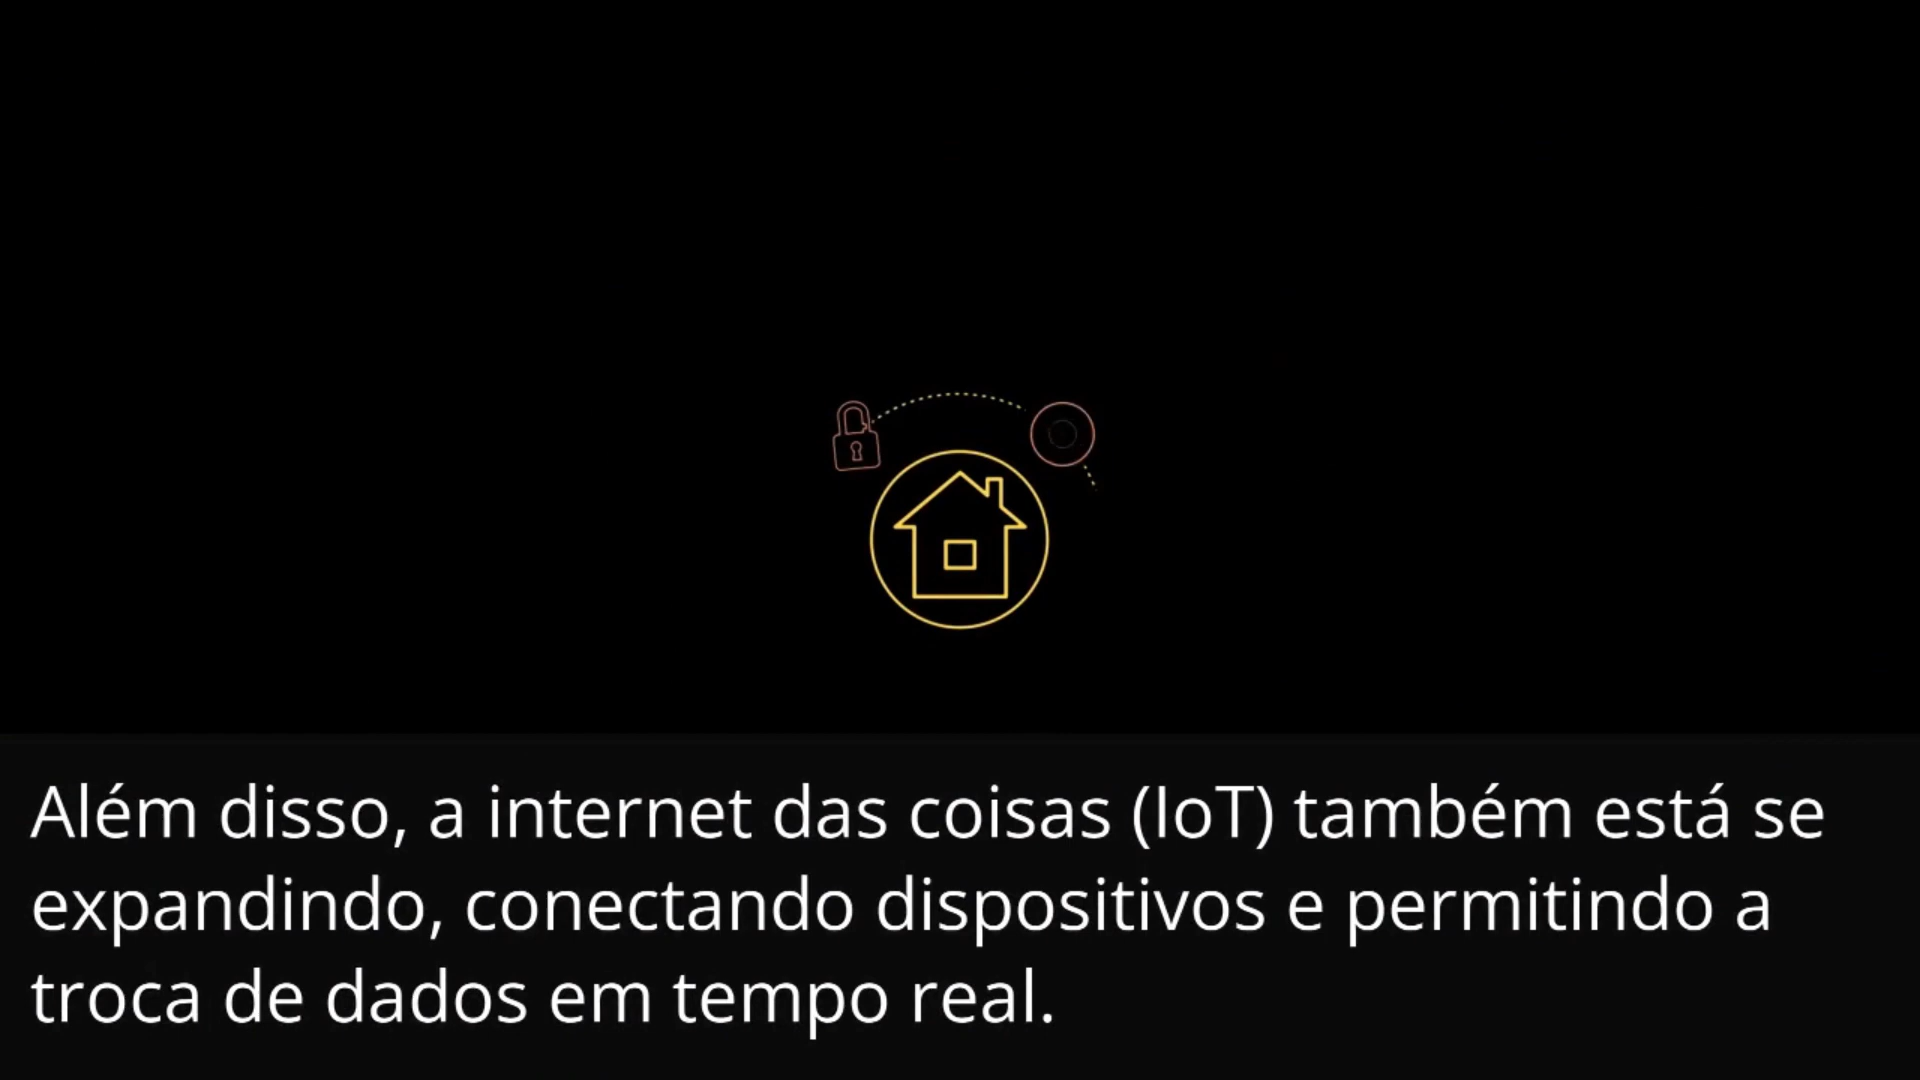 Além disso, a internet das coisas (IoT) também está se
expandindo, conectando dispositivos e permitindo a
troca de dados em tempo real.